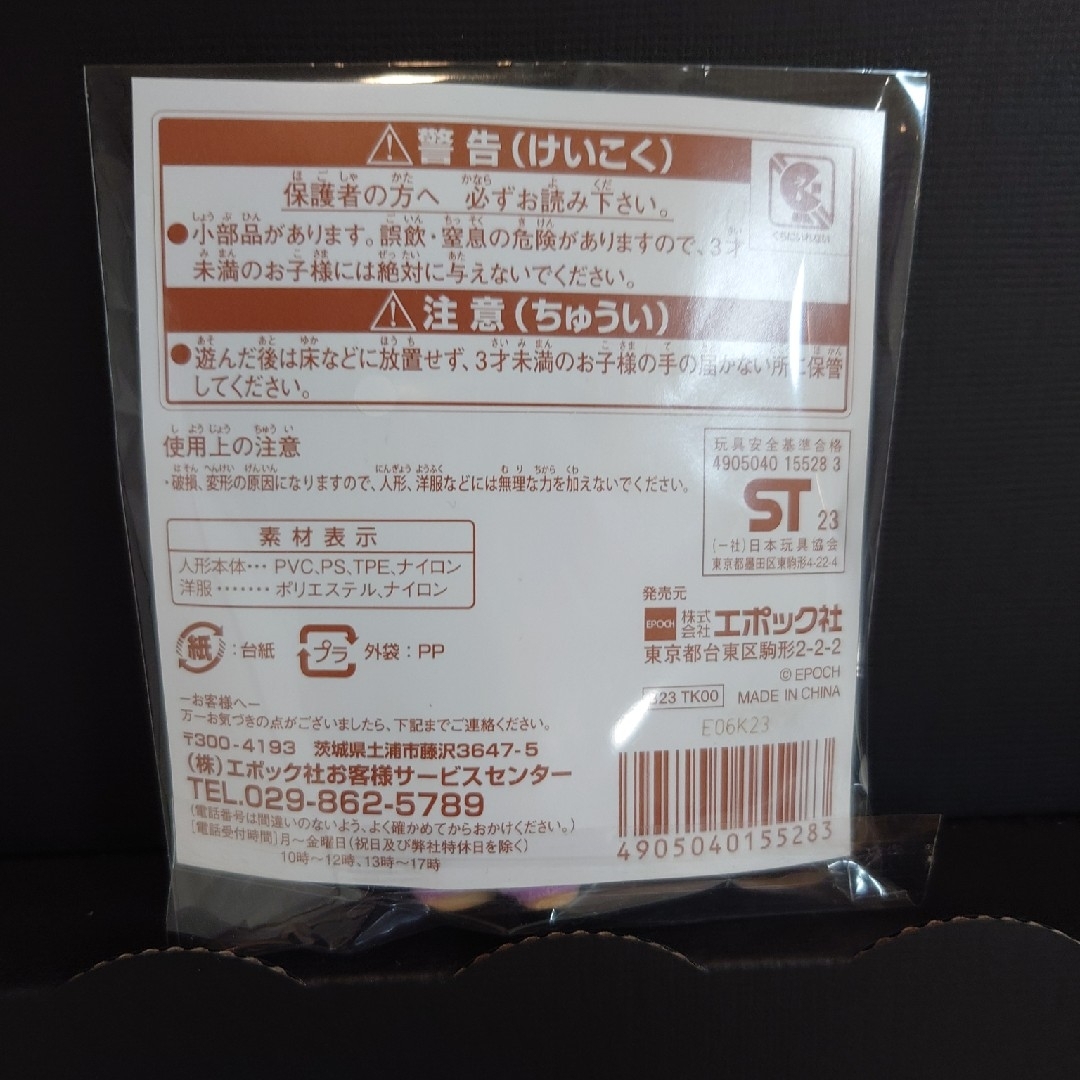 ⚠警告(けいこく)
保護者の方へ 必ずお読み下さい。
●小部品があります。誤飲・窒息の危険がありますので、3才
未満のお子様には絶対に与えないでください。
くちにいれない
⚠注意(ちゅうい)
●遊んだ後は床などに放置せず、3才未満のお子様の手の届かない所に保管
してください。
使用上の注意
・破損、変形の原因になりますので、人形、洋服などには無理な力を加えないでください。
素材表示
人形本体… PVC、PS、TPE、ナイロン
洋服……… ポリエステル、ナイロン
紙:台紙 プラ 外袋:PP
玩具安全基準合格
4905040 15528 3
ST 23
(一社)日本玩具協会
東京都墨田区東駒形4-22-4
発売元
EPOCH 株式会社 エポック社
東京都台東区駒形2-2-2
©EPOCH
323 TK00 MADE IN CHINA
E06K23
4905040155283
ーお客様へー
万一お気づきの点がございましたら、下記までご連絡ください。
〒300-4193 茨城県土浦市藤沢3647-5
(株)エポック社お客様サービスセンター
TEL.029-862-5789
(電話番号は間違いのないよう、よく確かめてからおかけください。)
[電話受付時間]月～金曜日(祝日及び弊社特休日を除く)
10時～12時、13時～17時